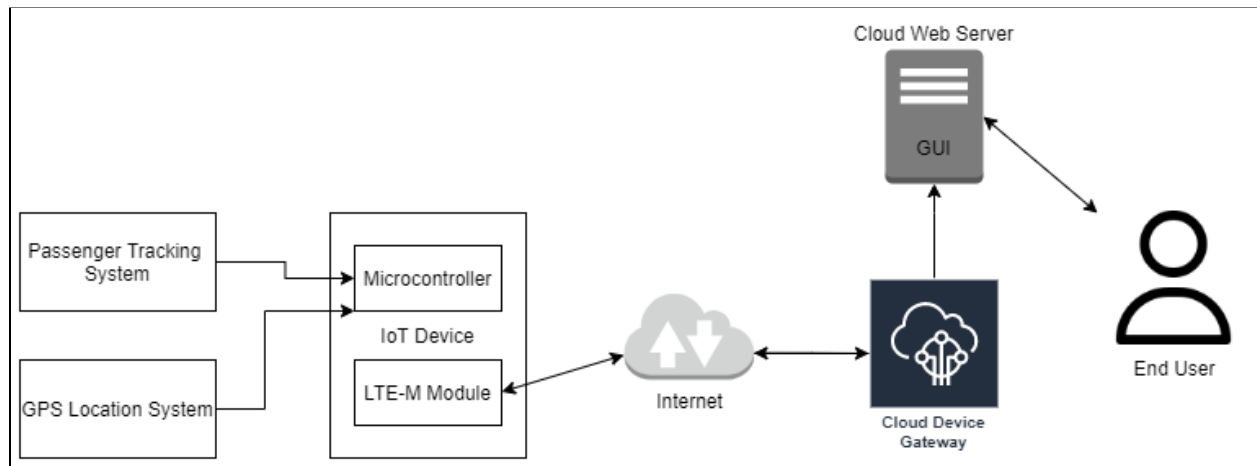 Cloud Web Server
GUI
Passenger Tracking
System
Microcontroller
IoT Device
GPS Location System
LTE-M Module
Internet
Cloud Device
Gateway
End User